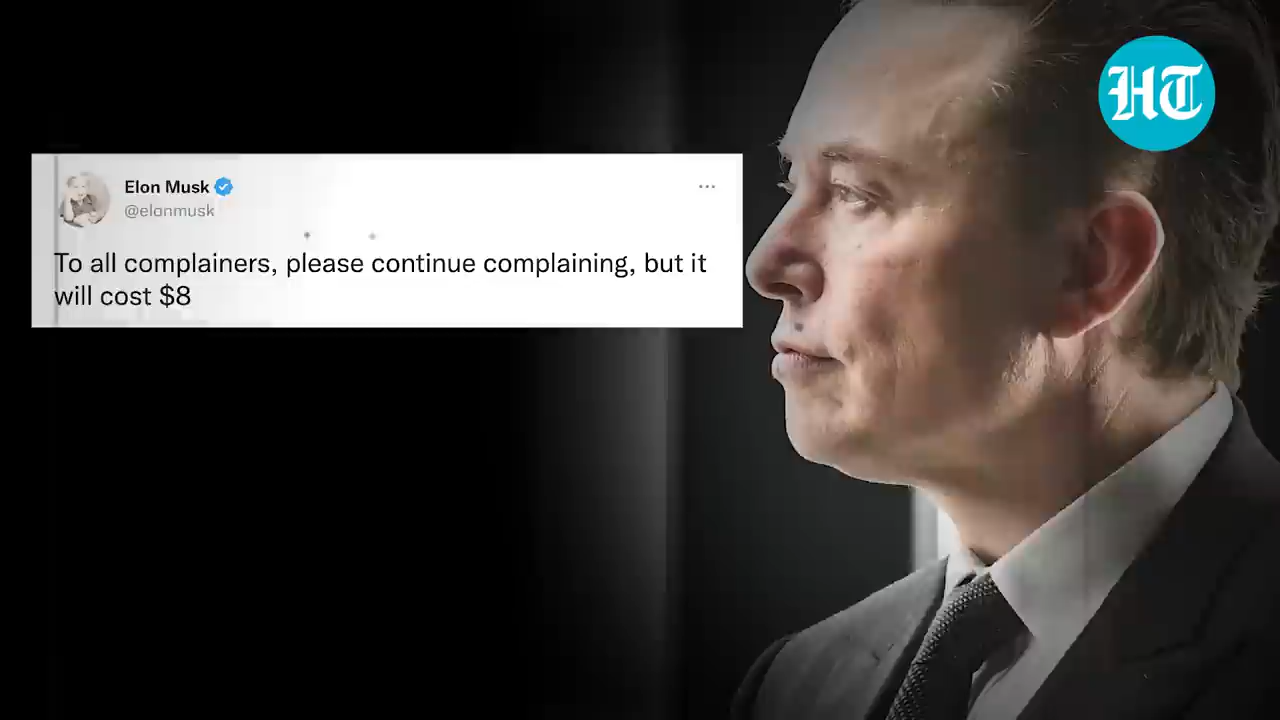 HT
Elon Musk
@elonmusk
To all complainers, please continue complaining, but it
will cost $8